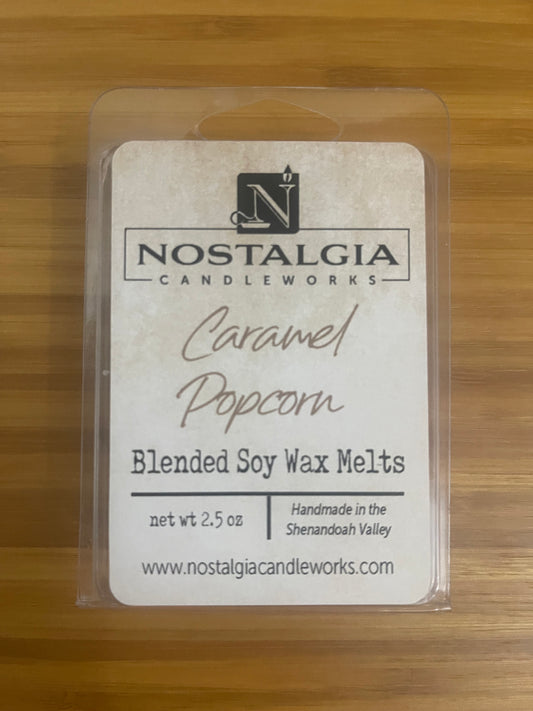 N
NOSTALGIA
CANDLEWORKS
Caramel
Popcorn
Blended Soy Wax Melts
net wt 2.5 oz
Handmade in the
Shenandoah Valley
www.nostalgiacandleworks.com